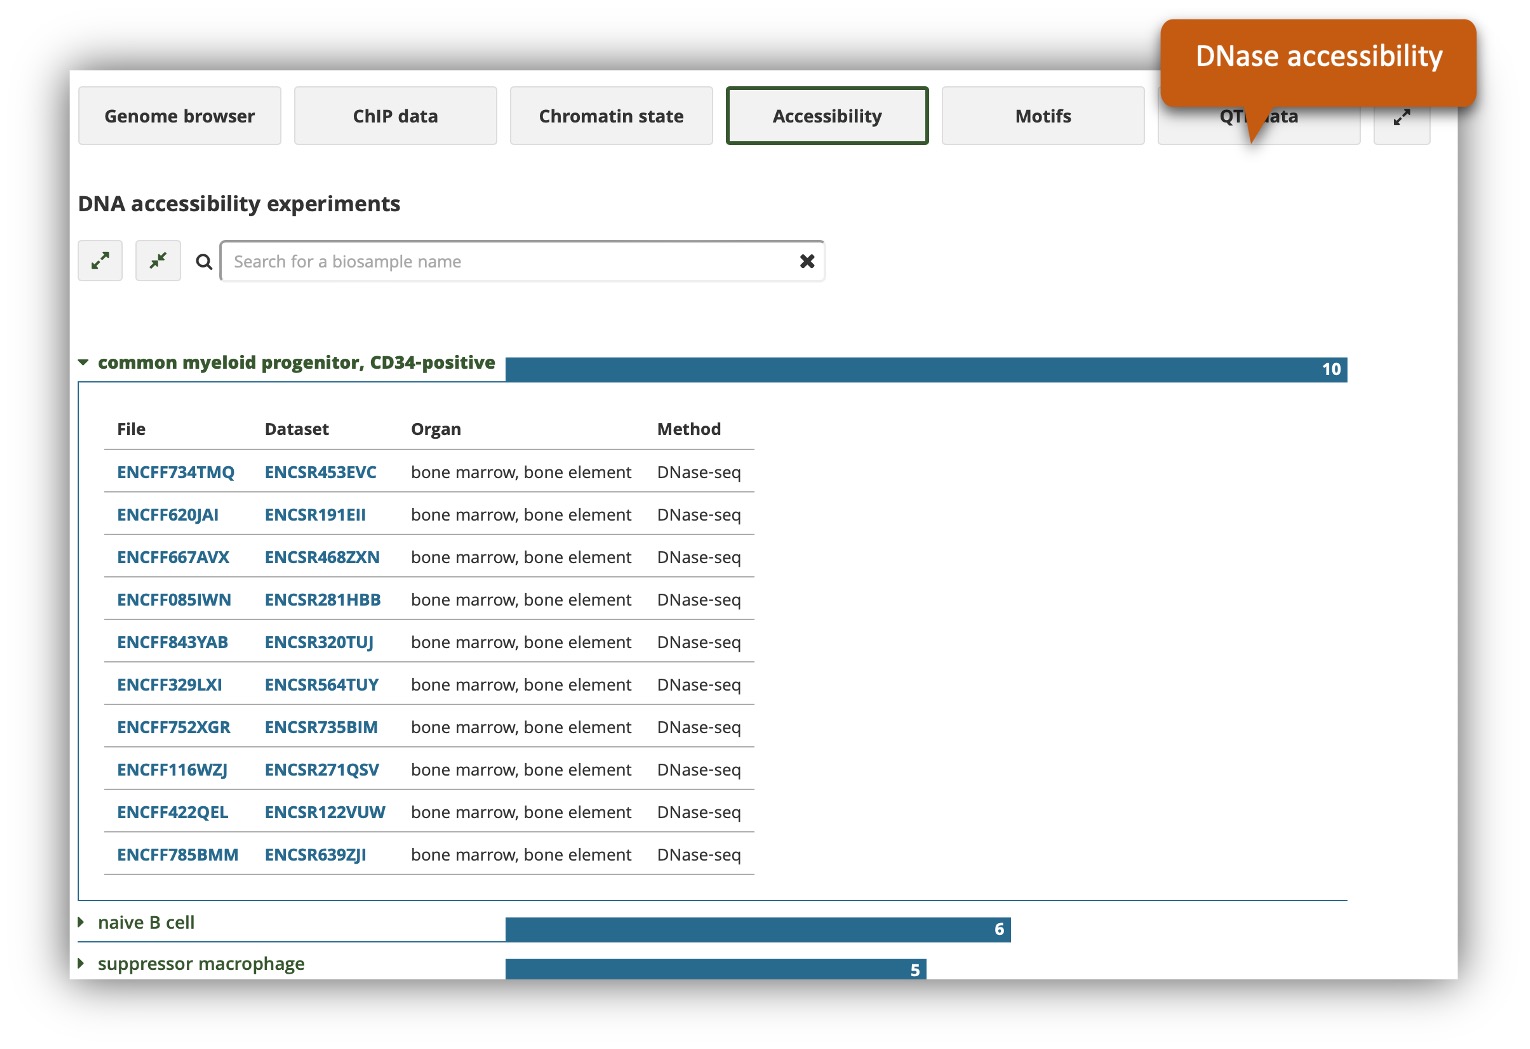 DNase accessibility
Genome browser ChIP data Chromatin state Accessibility Motifs QTL data
DNA accessibility experiments
Search for a biosample name
common myeloid progenitor, CD34-positive 10
File Dataset Organ Method
ENCFF734TMQ ENCSR453EVC bone marrow, bone element DNase-seq
ENCFF620JAI ENCSR191EII bone marrow, bone element DNase-seq
ENCFF667AVX ENCSR468ZXN bone marrow, bone element DNase-seq
ENCFF085IWN ENCSR281HBB bone marrow, bone element DNase-seq
ENCFF843YAB ENCSR320TUJ bone marrow, bone element DNase-seq
ENCFF329LXI ENCSR564TUY bone marrow, bone element DNase-seq
ENCFF752XGR ENCSR735BIM bone marrow, bone element DNase-seq
ENCFF116WZJ ENCSR271QSV bone marrow, bone element DNase-seq
ENCFF422QEL ENCSR122VUW bone marrow, bone element DNase-seq
ENCFF785BMM ENCSR639ZJI bone marrow, bone element DNase-seq
naive B cell 6
suppressor macrophage 5